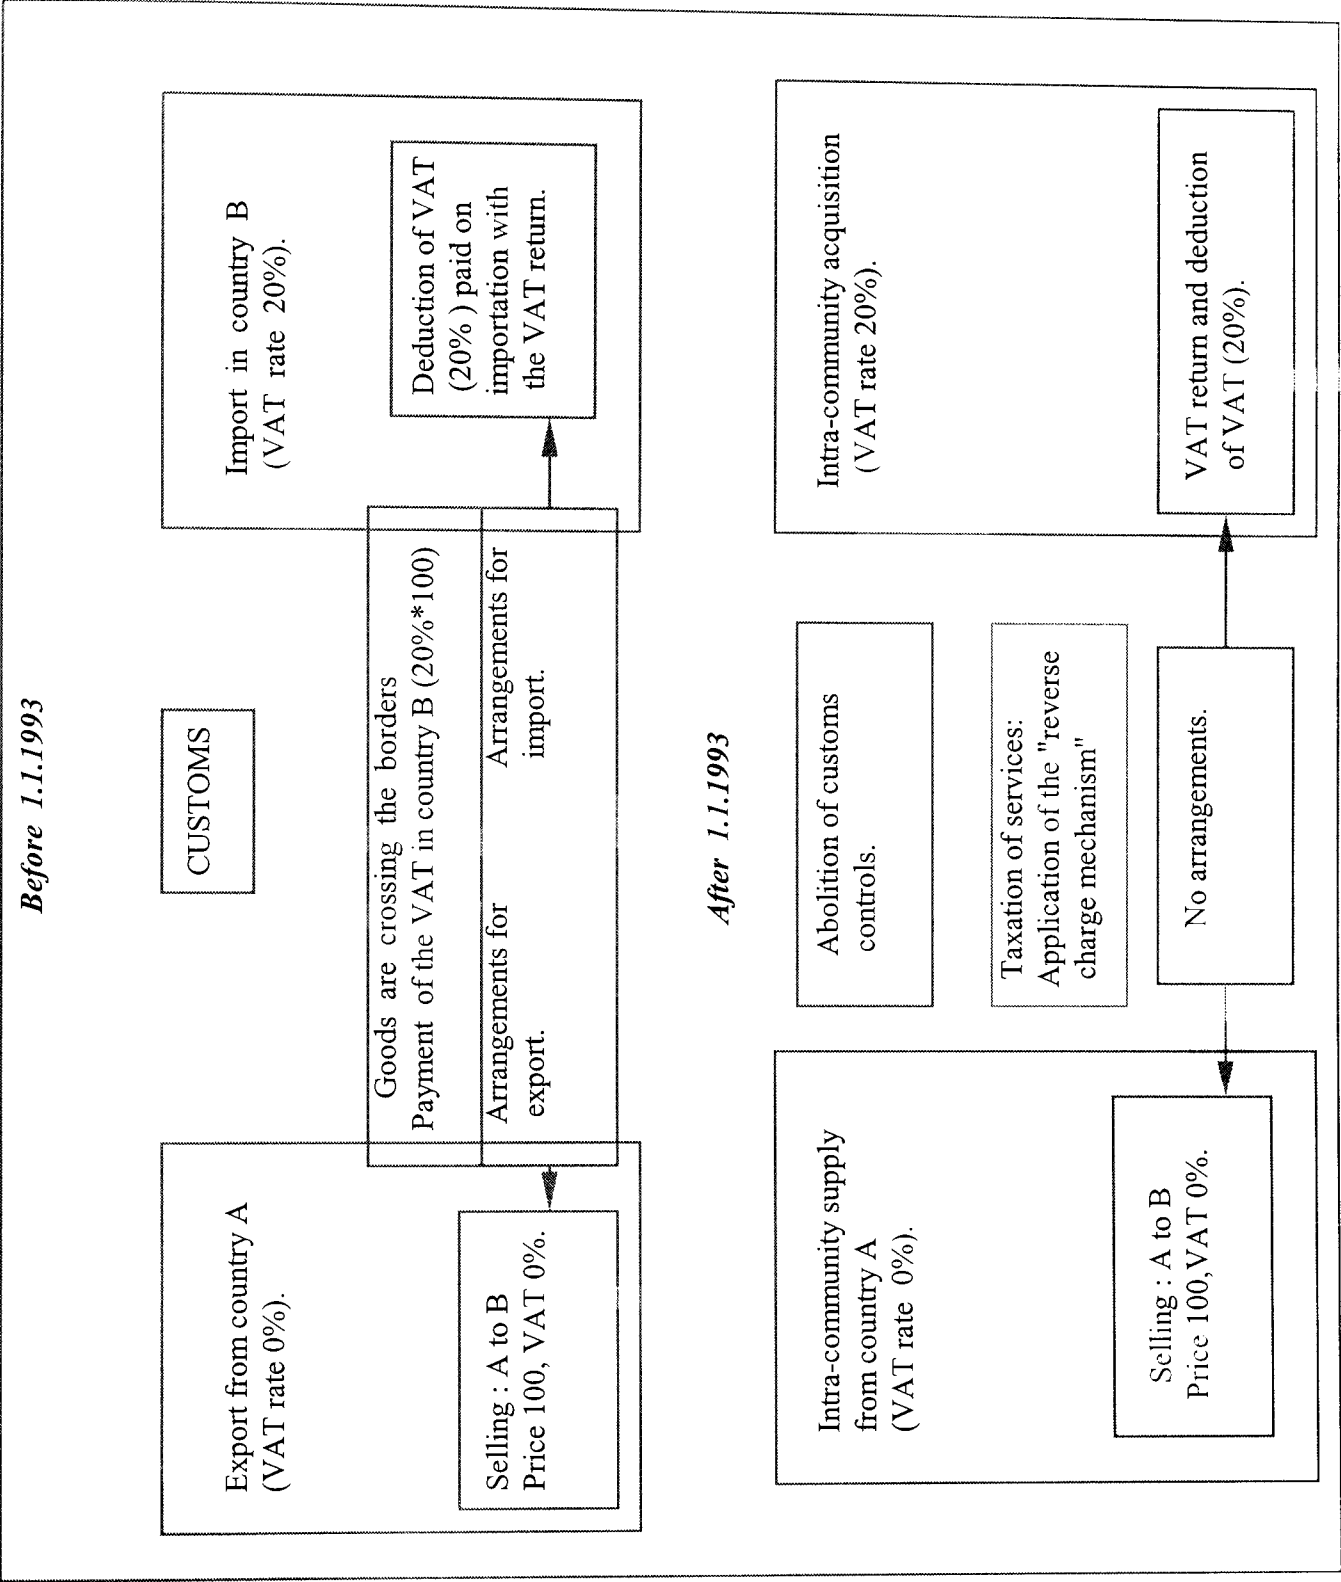 Before 1.1.1993
Export from country A
(VAT rate 0%).
Selling : A to B
Price 100, VAT 0%.
CUSTOMS
Goods are crossing the borders
Payment of the VAT in country B (20%*100)
Arrangements for
export.
Arrangements for
import.
Import in country B
(VAT rate 20%).
Deduction of VAT
(20% ) paid on
importation with
the VAT return.
After 1.1.1993
Intra-community supply
from country A
(VAT rate 0%).
Selling : A to B
Price 100,VAT 0%.
Abolition of customs
controls.
Taxation of services:
Application of the "reverse
charge mechanism"
No arrangements.
Intra-community acquisition
(VAT rate 20%).
VAT return and deduction
of VAT (20%).